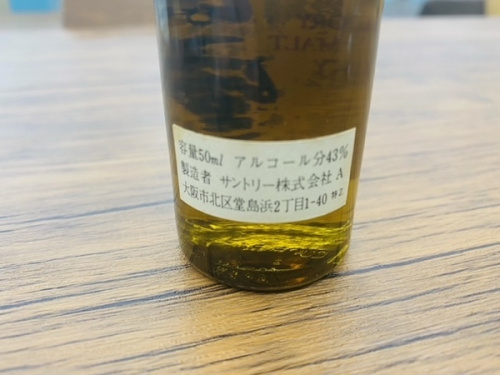 MALT
容量50ml アルコール分43%
製造者 サントリー株式会社 A
大阪市北区堂島浜2丁目1-40